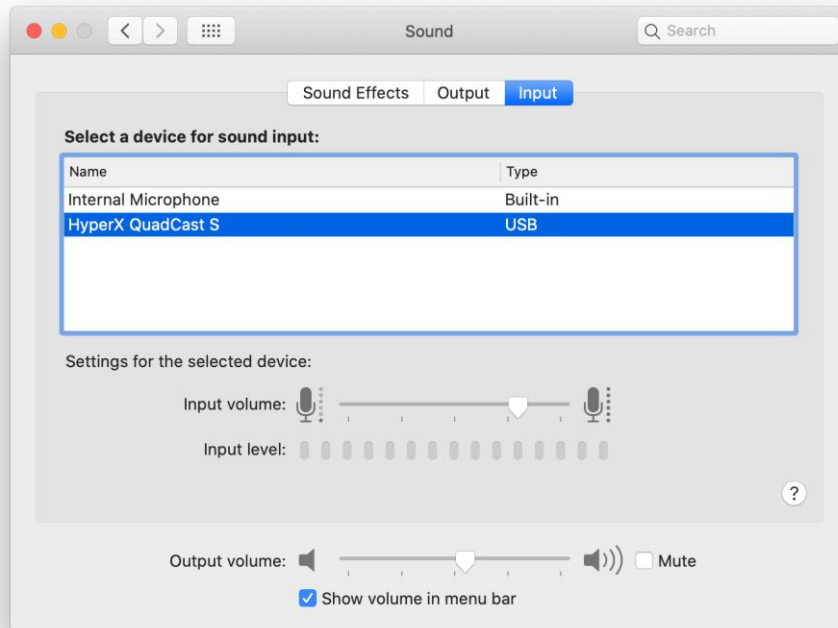 Sound
Search
Sound Effects Output Input
Select a device for sound input:
Name Type
Internal Microphone Built-in
HyperX QuadCast S USB
Settings for the selected device:
Input volume:
Input level:
?
Output volume: Mute
Show volume in menu bar